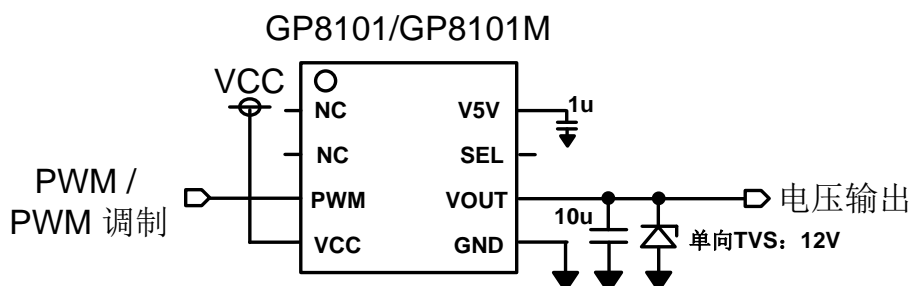 GP8101/GP8101M
VCC
NC
V5V
1u
NC
SEL
PWM /
PWM 调制
PWM
VOUT
10u
电压输出
VCC
GND
单向TVS：12V